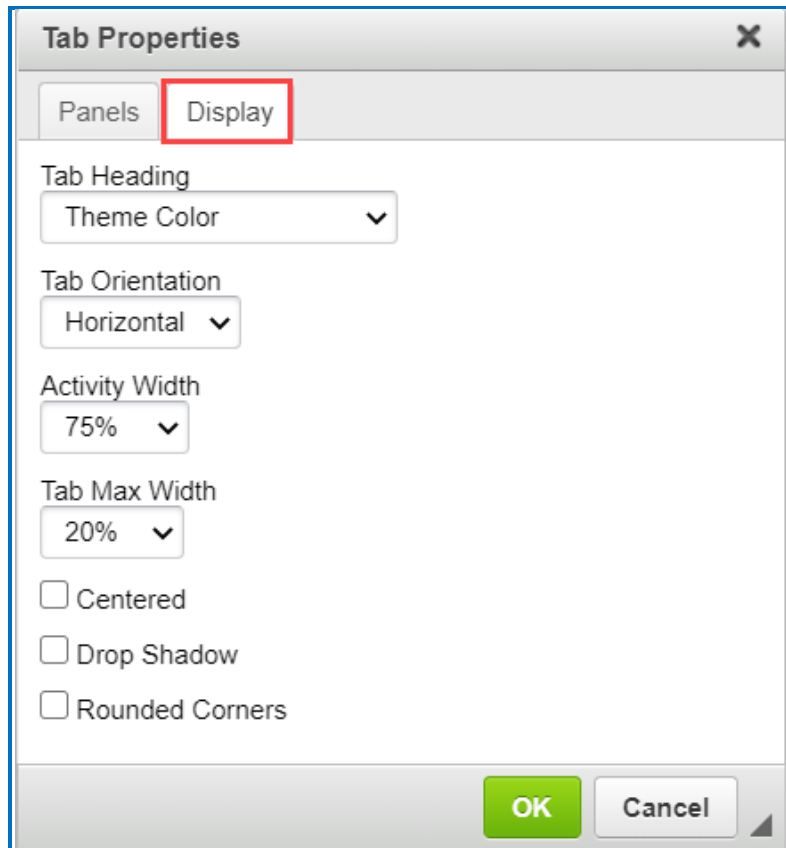 Tab Properties
Panels Display
Tab Heading
Theme Color
Tab Orientation
Horizontal
Activity Width
75%
Tab Max Width
20%
Centered
Drop Shadow
Rounded Corners
OK Cancel